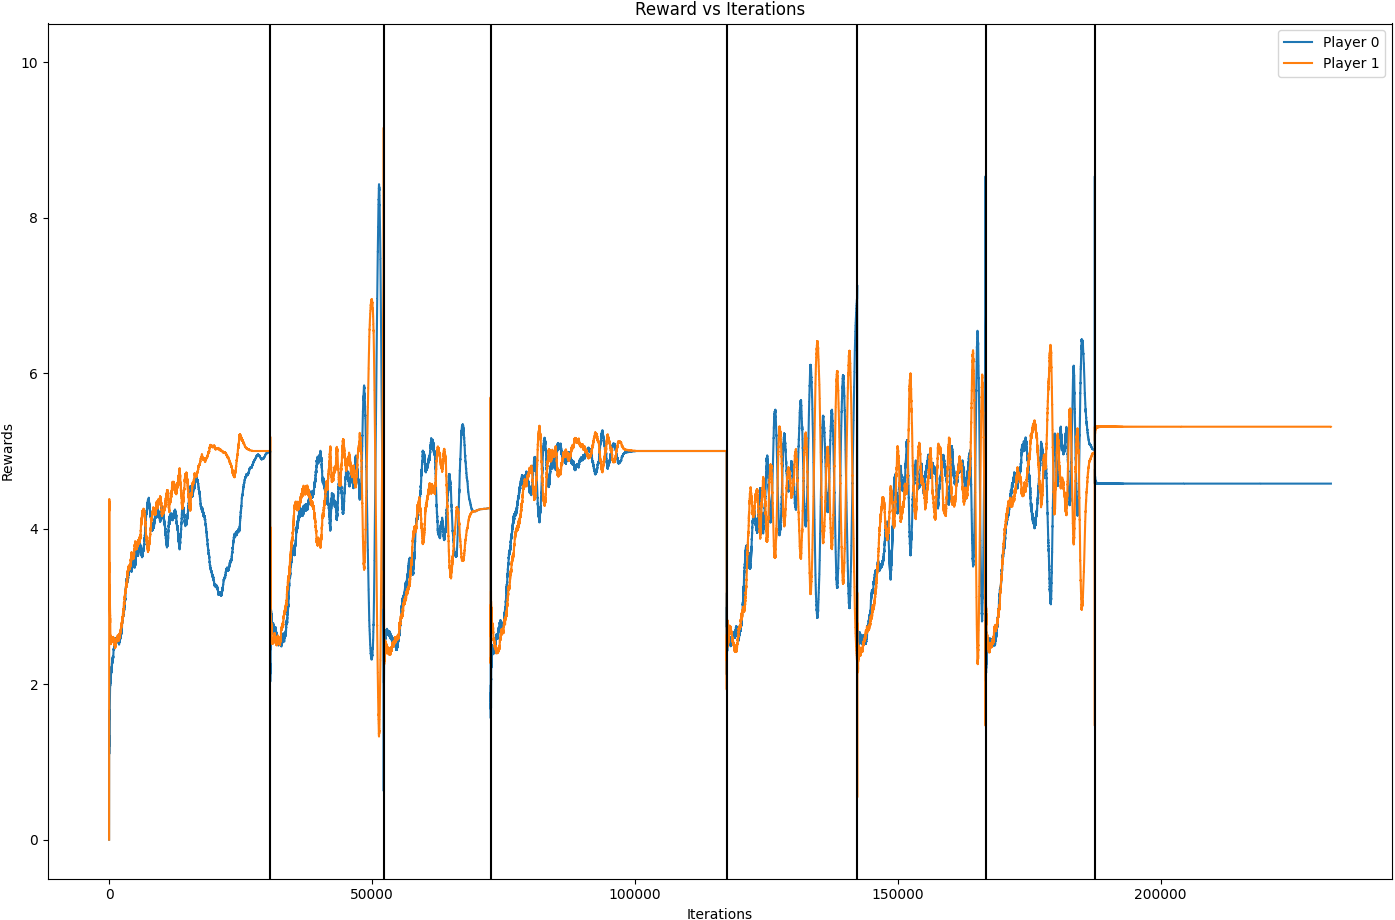 Reward vs Iterations
Player 0
Player 1
10
8
6
4
2
0
Rewards
0 50000 100000 150000 200000
Iterations